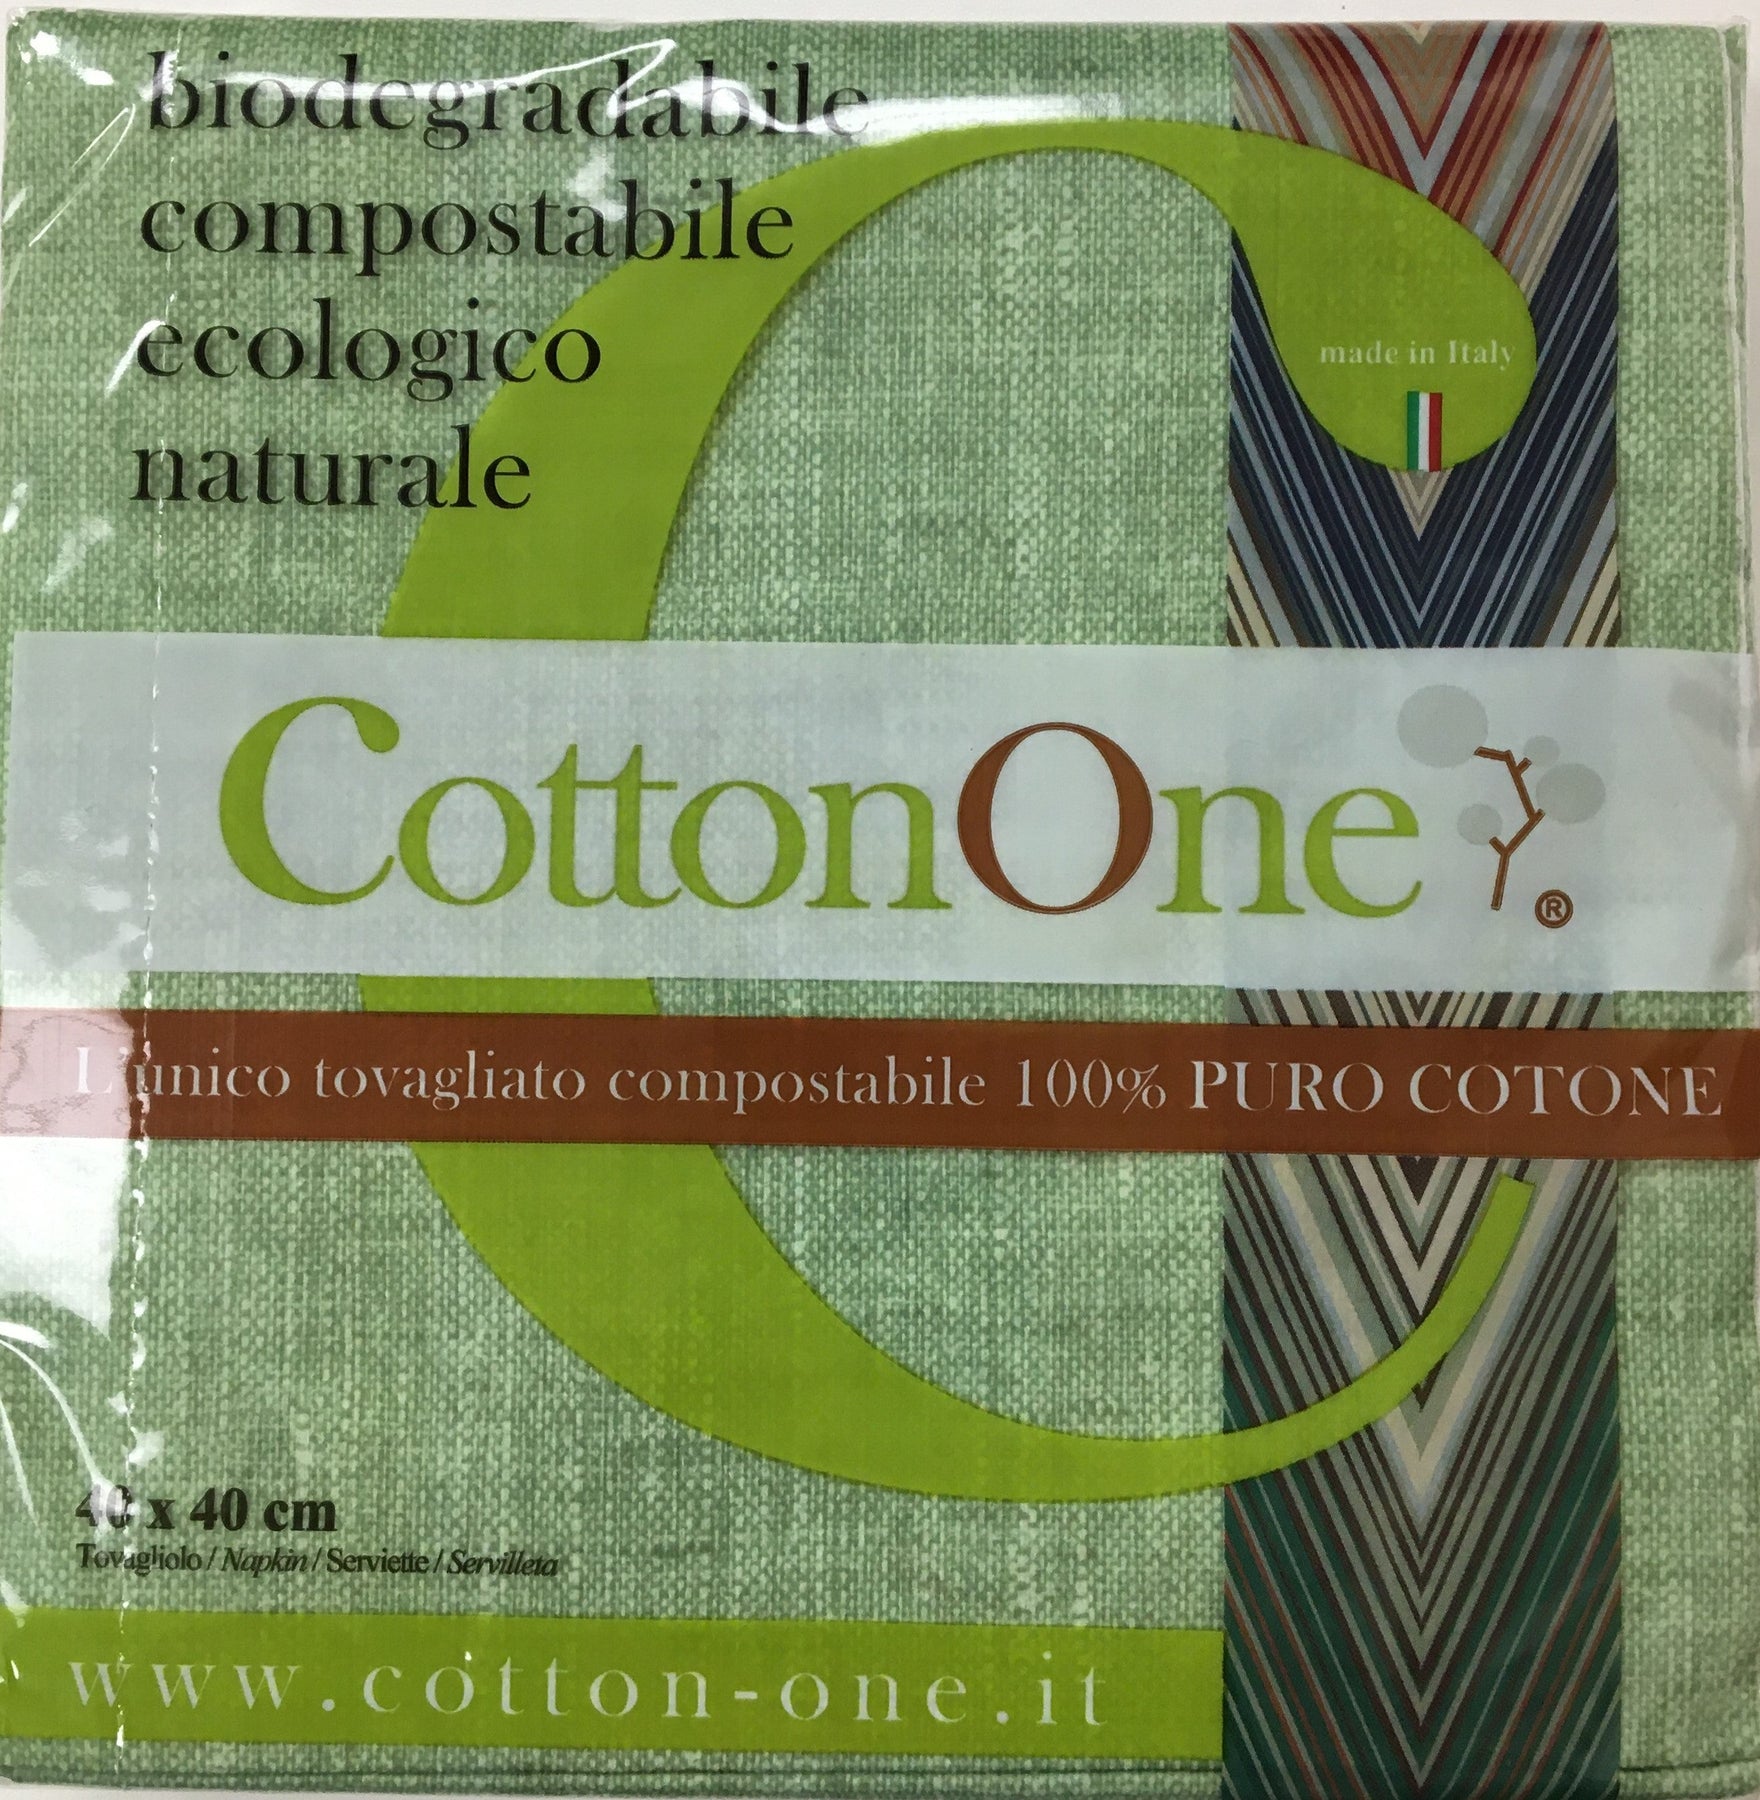 biodegradabile
compostabile
ecologico
naturale
made in Italy
CottonOne ®
L'unico tovagliato compostabile 100% PURO COTONE
40 x 40 cm
Tovagliolo / Napkin / Serviette / Servilleta
www.cotton-one.it